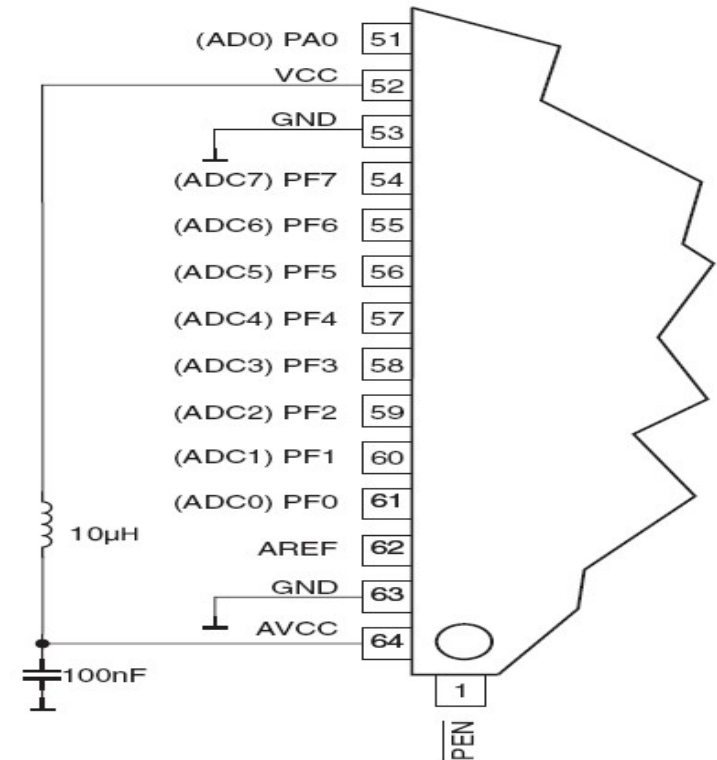 (AD0) PA0 51
VCC 52
GND 53
(ADC7) PF7 54
(ADC6) PF6 55
(ADC5) PF5 56
(ADC4) PF4 57
(ADC3) PF3 58
(ADC2) PF2 59
(ADC1) PF1 60
(ADC0) PF0 61
10µH
AREF 62
GND 63
AVCC 64
100nF
1
PEN